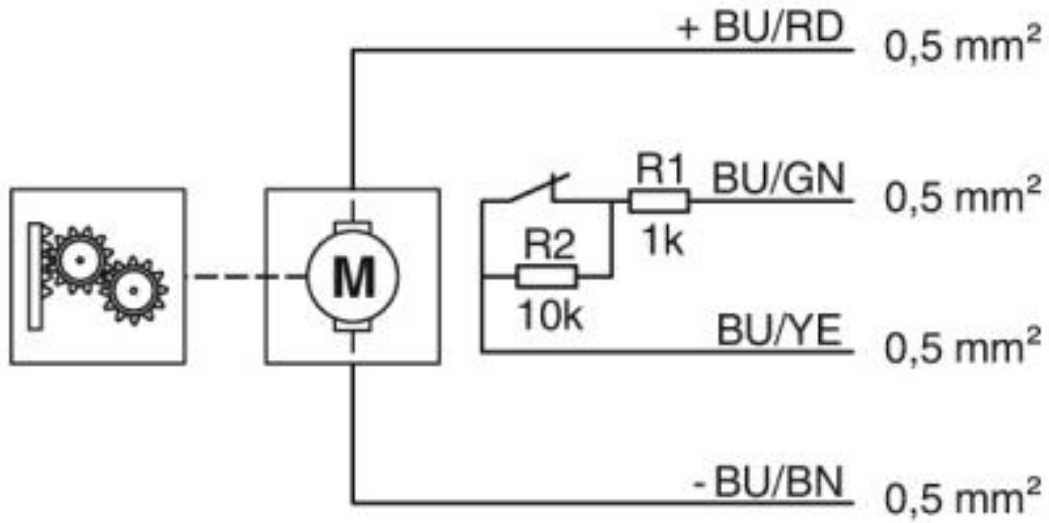 + BU/RD 0,5 mm²
R1 BU/GN 0,5 mm²
1k
R2
10k
M
BU/YE 0,5 mm²
- BU/BN 0,5 mm²